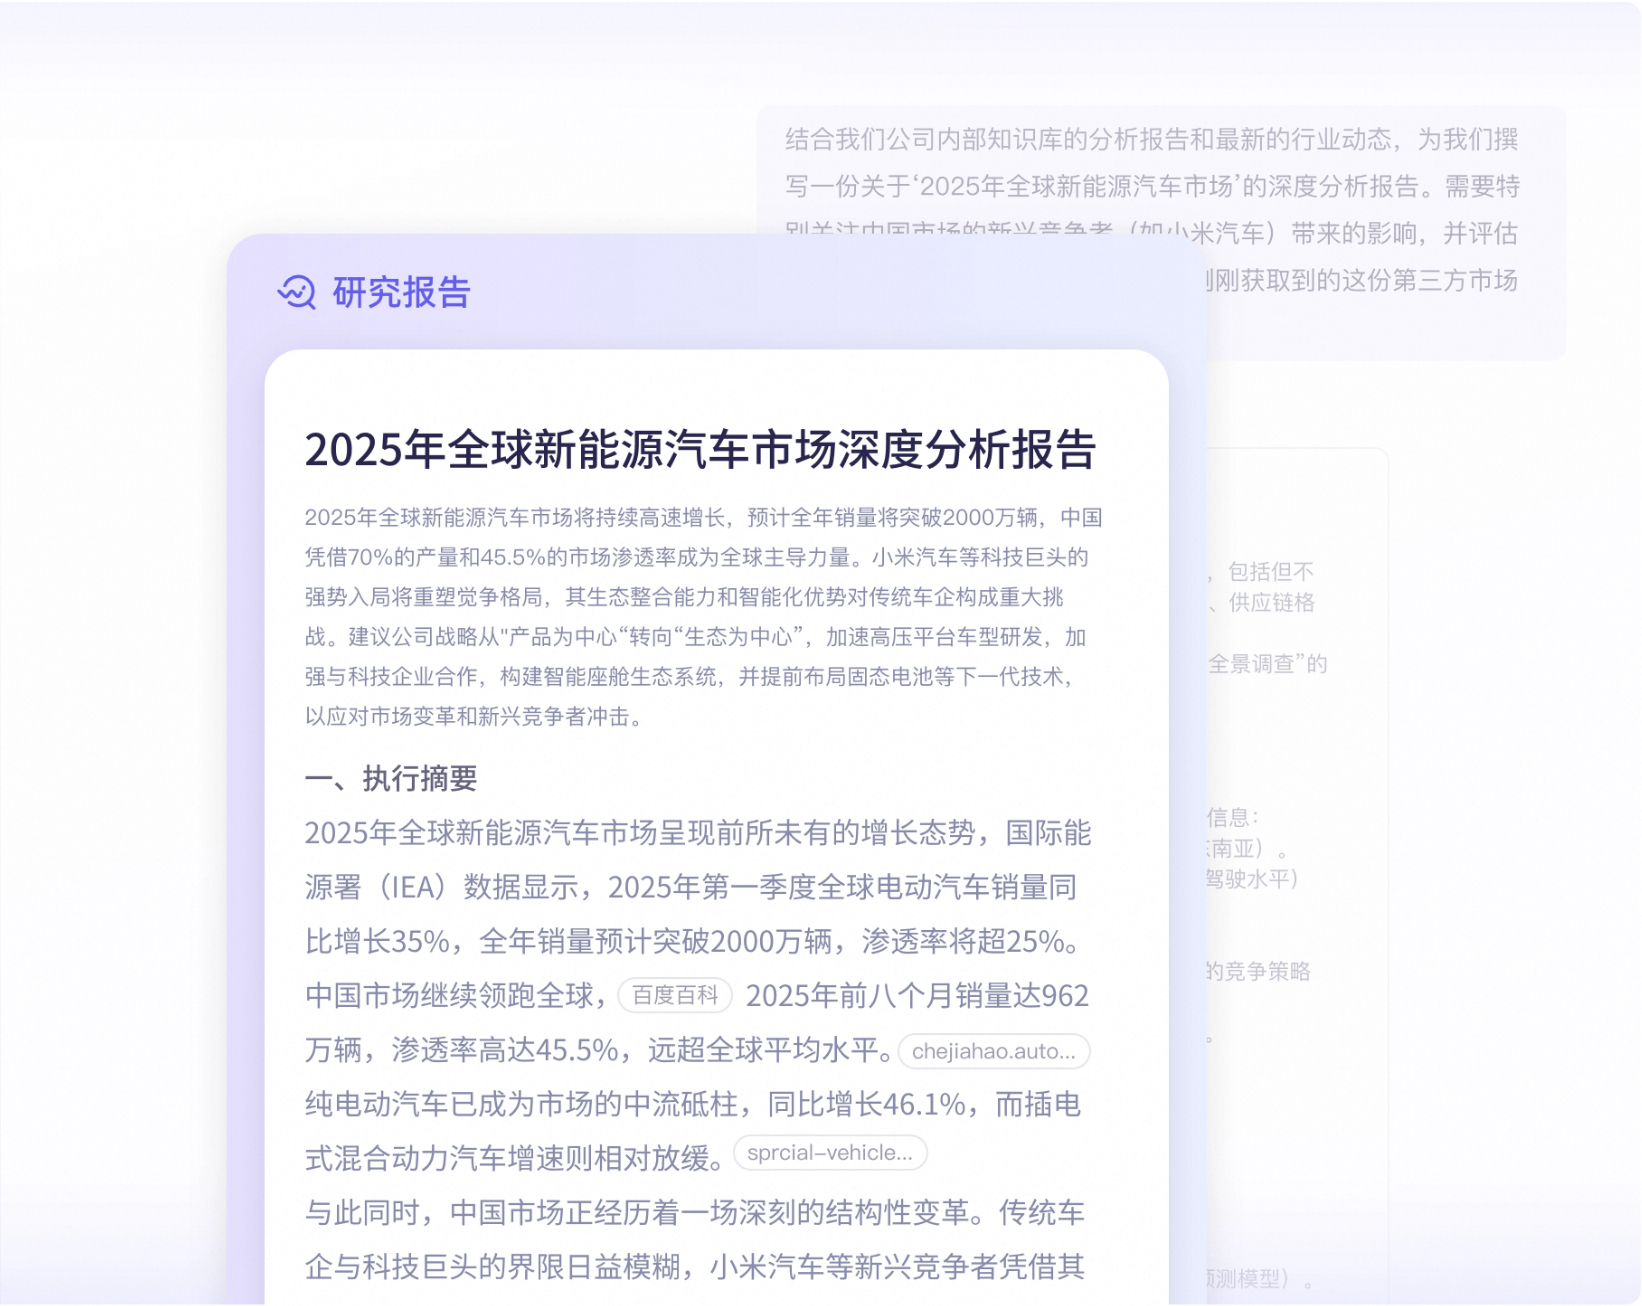 结合我们公司内部知识库的分析报告和最新的行业动态，为我们撰
写一份关于‘2025年全球新能源汽车市场’的深度分析报告。需要特
别关注中国市场的新兴竞争者（如小米汽车）带来的影响，并评估
刚获取到的这份第三方市场
研究报告
2025年全球新能源汽车市场深度分析报告
2025年全球新能源汽车市场将持续高速增长，预计全年销量将突破2000万辆，中国
凭借70%的产量和45.5%的市场渗透率成为全球主导力量。小米汽车等科技巨头的
强势入局将重塑觉争格局，其生态整合能力和智能化优势对传统车企构成重大挑
战。建议公司战略从"产品为中心“转向“生态为中心”，加速高压平台车型研发，加
强与科技企业合作，构建智能座舱生态系统，并提前布局固态电池等下一代技术，
以应对市场变革和新兴竞争者冲击。
一、执行摘要
2025年全球新能源汽车市场呈现前所未有的增长态势，国际能
源署（IEA）数据显示，2025年第一季度全球电动汽车销量同
比增长35%，全年销量预计突破2000万辆，渗透率将超25%。
中国市场继续领跑全球，百度百科 2025年前八个月销量达962
万辆，渗透率高达45.5%，远超全球平均水平。chejiahao.auto...
纯电动汽车已成为市场的中流砥柱，同比增长46.1%，而插电
式混合动力汽车增速则相对放缓。sprcial-vehicle...
与此同时，中国市场正经历着一场深刻的结构性变革。传统车
企与科技巨头的界限日益模糊，小米汽车等新兴竞争者凭借其
，包括但不
、供应链格
全景调查”的
信息：
南亚）。
驾驶水平）
的竞争策略
。
测模型）。